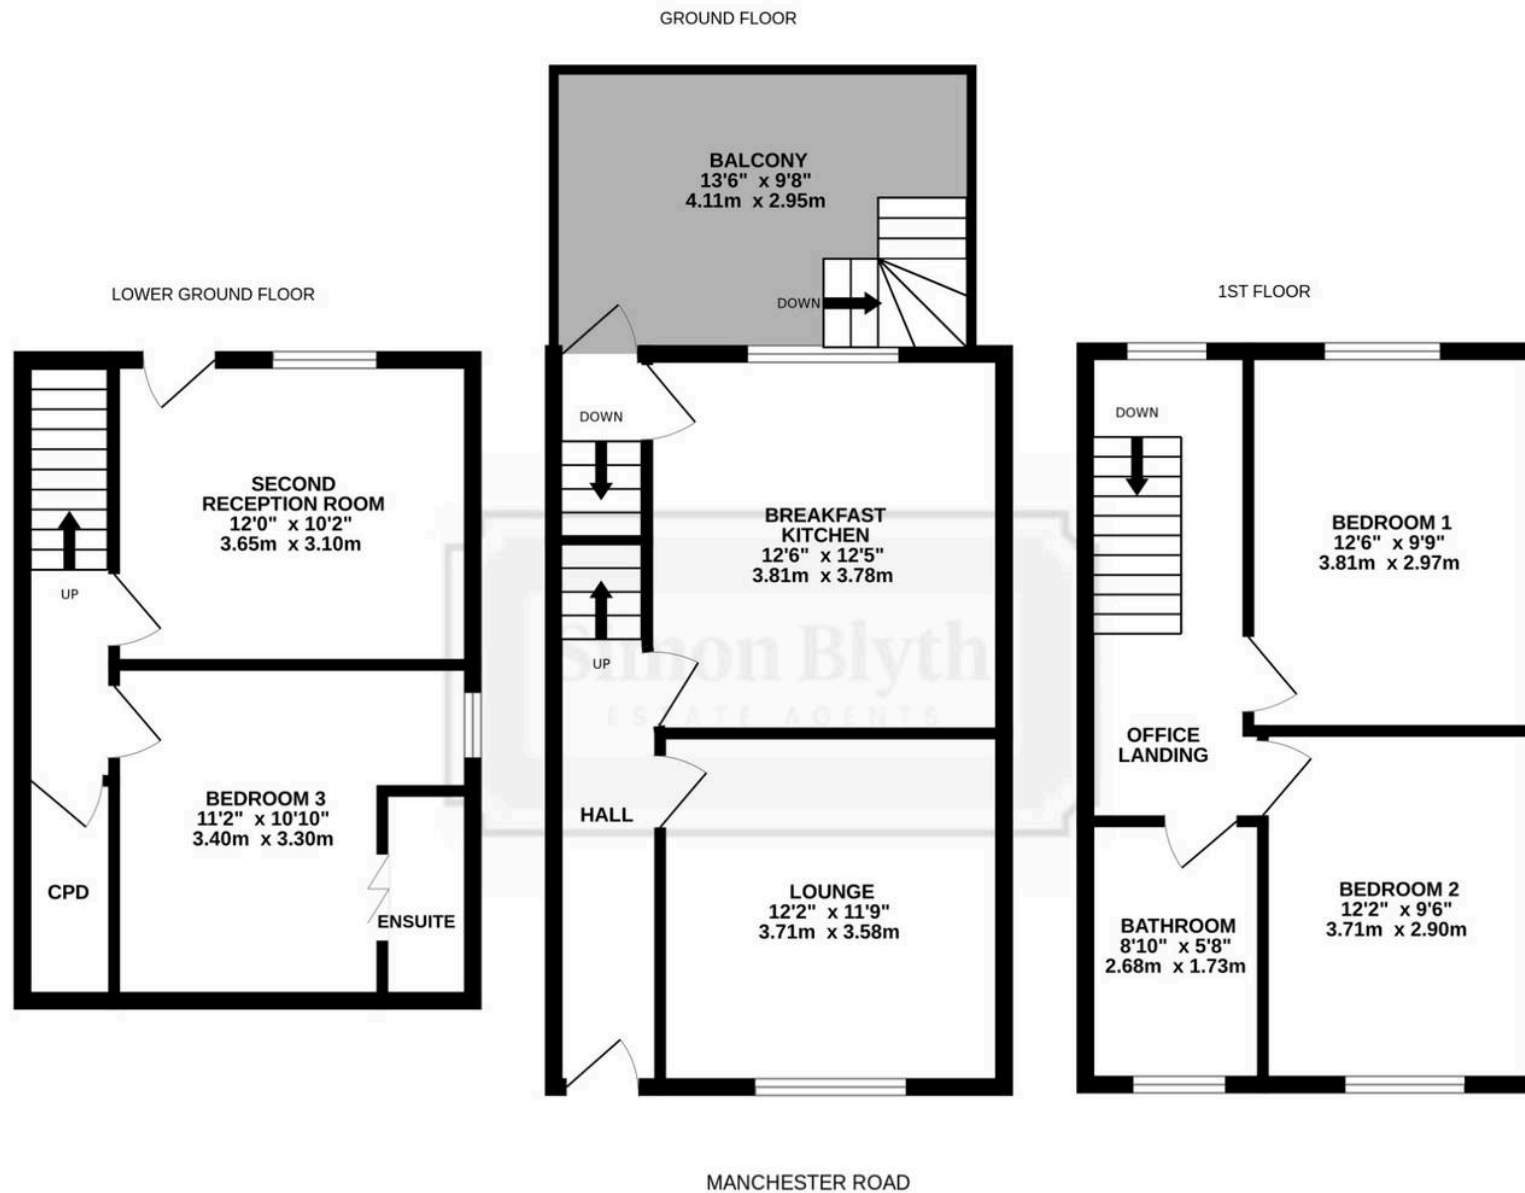 GROUND FLOOR
BALCONY
13'6" x 9'8"
4.11m x 2.95m
DOWN
LOWER GROUND FLOOR
1ST FLOOR
UP
SECOND
RECEPTION ROOM
12'0" x 10'2"
3.65m x 3.10m
BEDROOM 3
11'2" x 10'10"
3.40m x 3.30m
CPD
ENSUITE
DOWN
UP
BREAKFAST
KITCHEN
12'6" x 12'5"
3.81m x 3.78m
Simon Blyth
ESTATE AGENTS
HALL
LOUNGE
12'2" x 11'9"
3.71m x 3.58m
DOWN
BEDROOM 1
12'6" x 9'9"
3.81m x 2.97m
OFFICE
LANDING
BATHROOM
8'10" x 5'8"
2.68m x 1.73m
BEDROOM 2
12'2" x 9'6"
3.71m x 2.90m
MANCHESTER ROAD